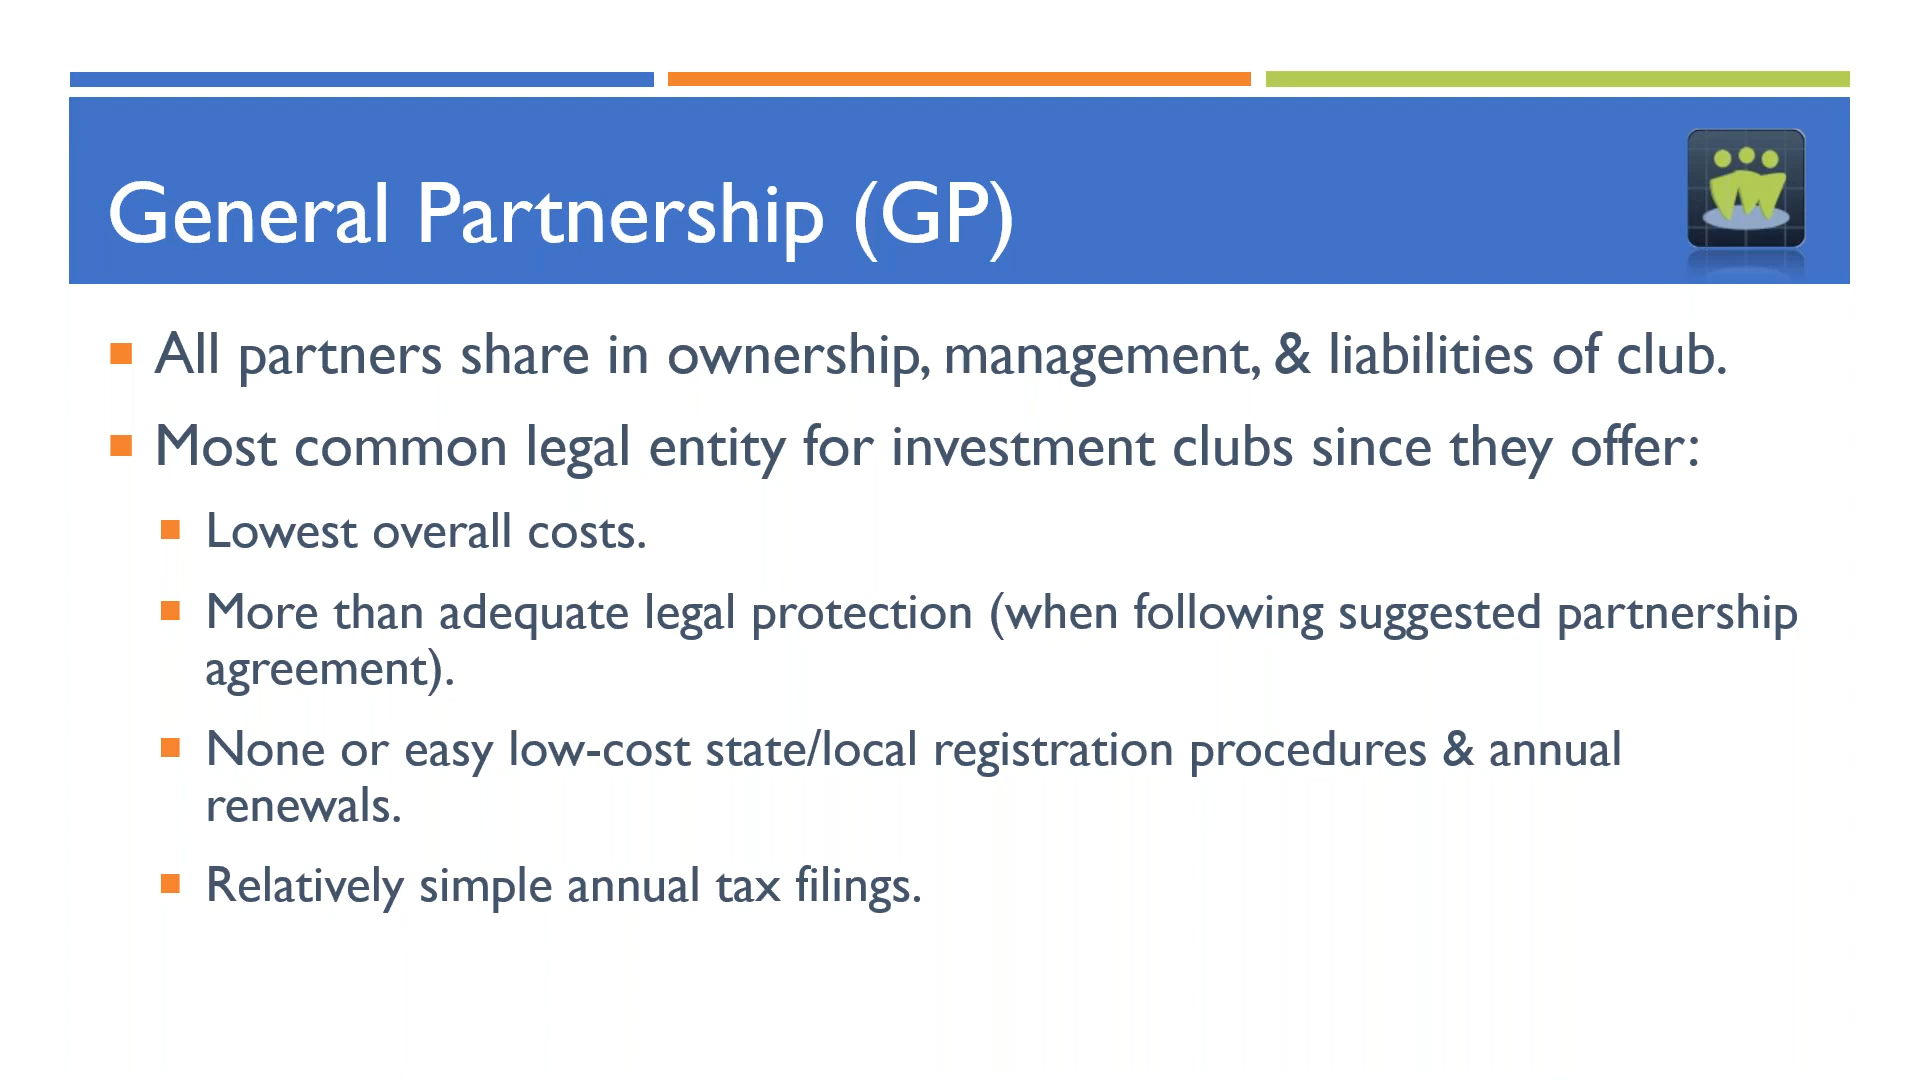 General Partnership (GP)
All partners share in ownership, management, & liabilities of club.
Most common legal entity for investment clubs since they offer:
Lowest overall costs.
More than adequate legal protection (when following suggested partnership
agreement).
None or easy low-cost state/local registration procedures & annual
renewals.
Relatively simple annual tax filings.